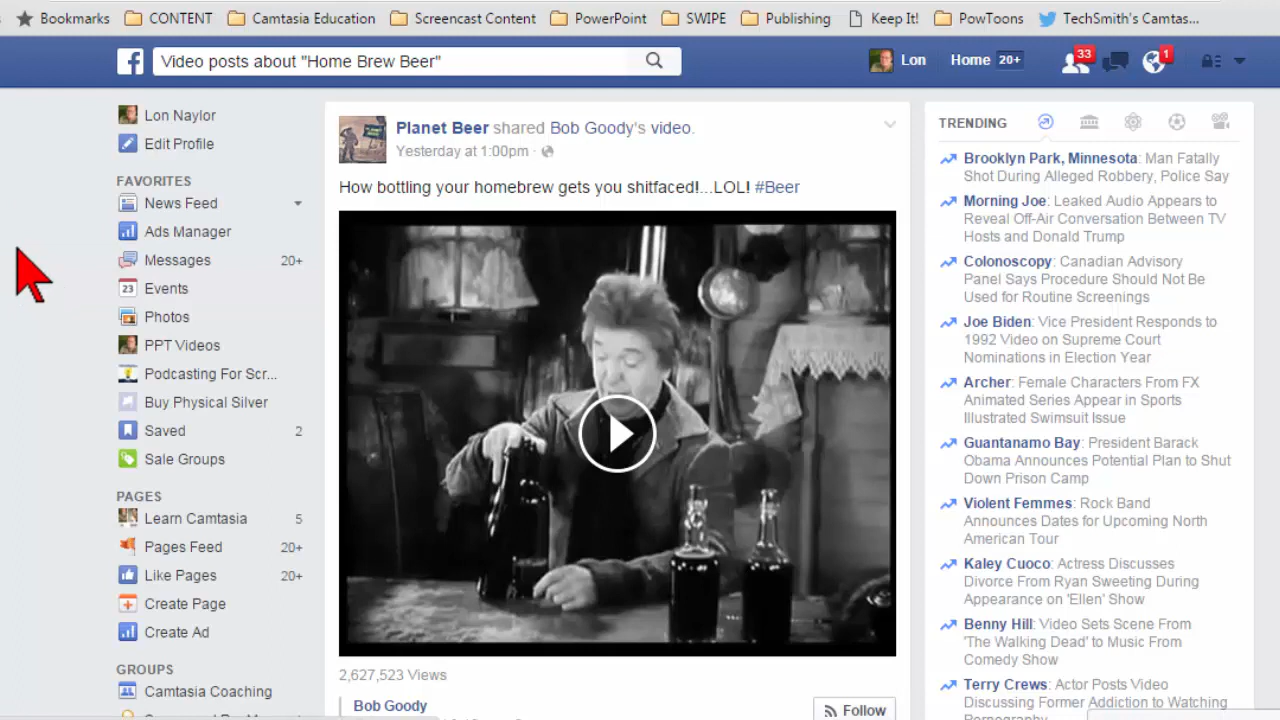 Bookmarks CONTENT Camtasia Education Screencast Content PowerPoint SWIPE Publishing Keep It! PowToons TechSmith's Camtas...
f Video posts about "Home Brew Beer" Lon Home 20+ 33 1
Lon Naylor
Edit Profile
FAVORITES
News Feed
Ads Manager
Messages 20+
23 Events
Photos
PPT Videos
Podcasting For Scr...
Buy Physical Silver
Saved 2
Sale Groups
PAGES
Learn Camtasia 5
Pages Feed 20+
Like Pages 20+
Create Page
Create Ad
GROUPS
Camtasia Coaching
Planet Beer shared Bob Goody's video.
Yesterday at 1:00pm ·
How bottling your homebrew gets you shitfaced!...LOL! #Beer
2,627,523 Views
Bob Goody
Follow
TRENDING
Brooklyn Park, Minnesota: Man Fatally
Shot During Alleged Robbery, Police Say
Morning Joe: Leaked Audio Appears to
Reveal Off-Air Conversation Between TV
Hosts and Donald Trump
Colonoscopy: Canadian Advisory
Panel Says Procedure Should Not Be
Used for Routine Screenings
Joe Biden: Vice President Responds to
1992 Video on Supreme Court
Nominations in Election Year
Archer: Female Characters From FX
Animated Series Appear in Sports
Illustrated Swimsuit Issue
Guantanamo Bay: President Barack
Obama Announces Potential Plan to Shut
Down Prison Camp
Violent Femmes: Rock Band
Announces Dates for Upcoming North
American Tour
Kaley Cuoco: Actress Discusses
Divorce From Ryan Sweeting During
Appearance on 'Ellen' Show
Benny Hill: Video Sets Scene From
'The Walking Dead' to Music From
Comedy Show
Terry Crews: Actor Posts Video
Discussing Former Addiction to Watching
Pornography